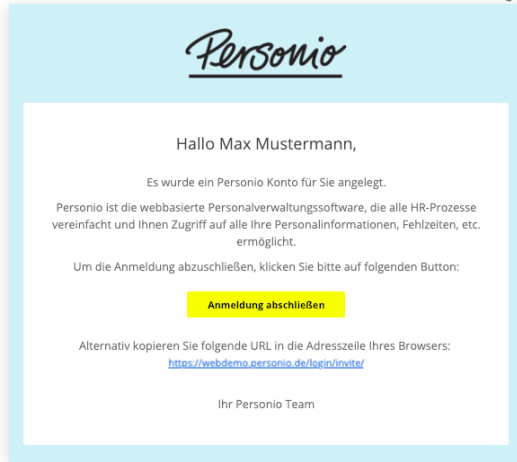 Personio
Hallo Max Mustermann,
Es wurde ein Personio Konto für Sie angelegt.
Personio ist die webbasierte Personalverwaltungssoftware, die alle HR-Prozesse
vereinfacht und Ihnen Zugriff auf alle Ihre Personalinformationen, Fehlzeiten, etc.
ermöglicht.
Um die Anmeldung abzuschließen, klicken Sie bitte auf folgenden Button:
Anmeldung abschließen
Alternativ kopieren Sie folgende URL in die Adresszeile Ihres Browsers:
https://webdemo.personio.de/login/invite/
Ihr Personio Team